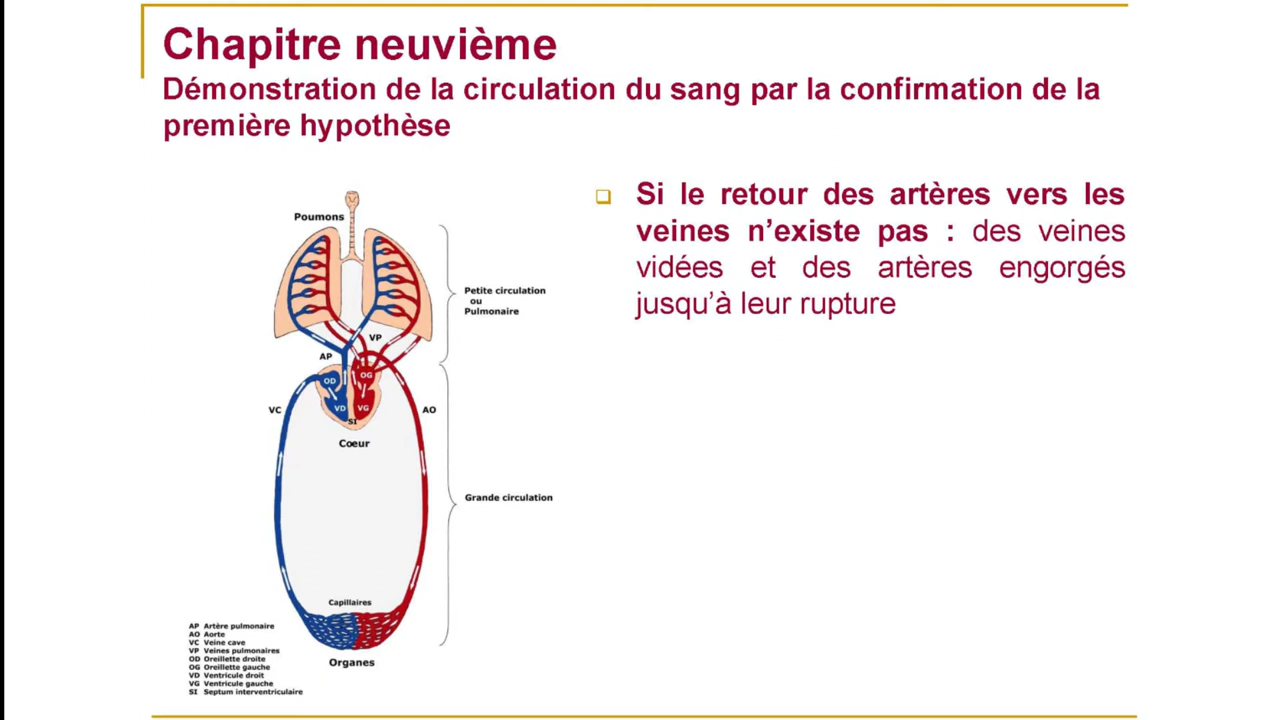 Chapitre neuvième
Démonstration de la circulation du sang par la confirmation de la
première hypothèse
Si le retour des artères vers les
veines n’existe pas : des veines
vidées et des artères engorgés
jusqu’à leur rupture
Poumons
Petite circulation
ou
Pulmonaire
VP
AP
OD
OG
VD
VG
SI
VC
AO
Coeur
Grande circulation
Capillaires
Organes
AP Artère pulmonaire
AO Aorte
VC Veine cave
VP Veines pulmonaires
OD Oreillette droite
OG Oreillette gauche
VD Ventricule droit
VG Ventricule gauche
SI Septum interventriculaire